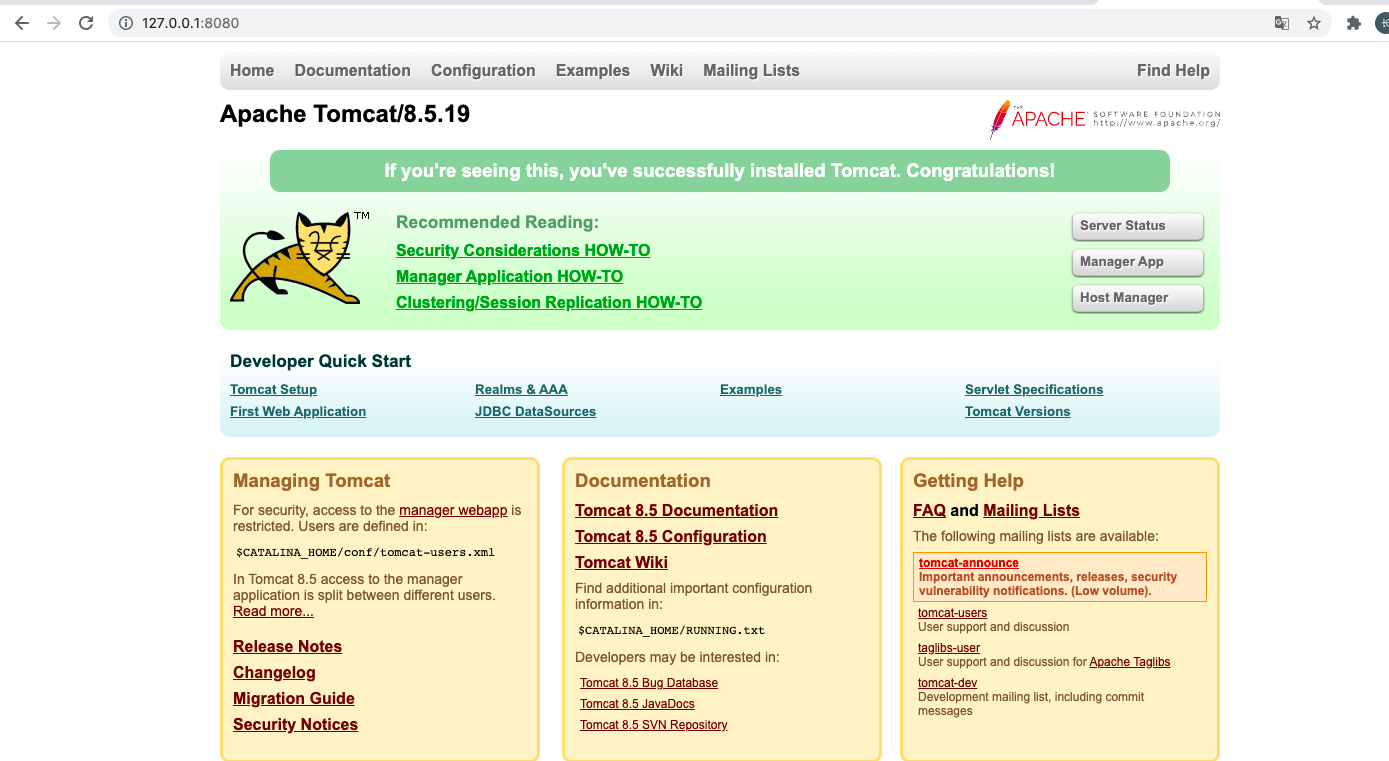 127.0.0.1:8080
Home Documentation Configuration Examples Wiki Mailing Lists Find Help
Apache Tomcat/8.5.19
THE APACHE™ SOFTWARE FOUNDATION
http://www.apache.org/
If you're seeing this, you've successfully installed Tomcat. Congratulations!
TM
Recommended Reading:
Security Considerations HOW-TO
Manager Application HOW-TO
Clustering/Session Replication HOW-TO
Server Status
Manager App
Host Manager
Developer Quick Start
Tomcat Setup
First Web Application
Realms & AAA
JDBC DataSources
Examples
Servlet Specifications
Tomcat Versions
Managing Tomcat
For security, access to the manager webapp is
restricted. Users are defined in:
$CATALINA_HOME/conf/tomcat-users.xml
In Tomcat 8.5 access to the manager
application is split between different users.
Read more...
Release Notes
Changelog
Migration Guide
Security Notices
Documentation
Tomcat 8.5 Documentation
Tomcat 8.5 Configuration
Tomcat Wiki
Find additional important configuration
information in:
$CATALINA_HOME/RUNNING.txt
Developers may be interested in:
Tomcat 8.5 Bug Database
Tomcat 8.5 JavaDocs
Tomcat 8.5 SVN Repository
Getting Help
FAQ and Mailing Lists
The following mailing lists are available:
tomcat-announce
Important announcements, releases, security
vulnerability notifications. (Low volume).
tomcat-users
User support and discussion
taglibs-user
User support and discussion for Apache Taglibs
tomcat-dev
Development mailing list, including commit
messages